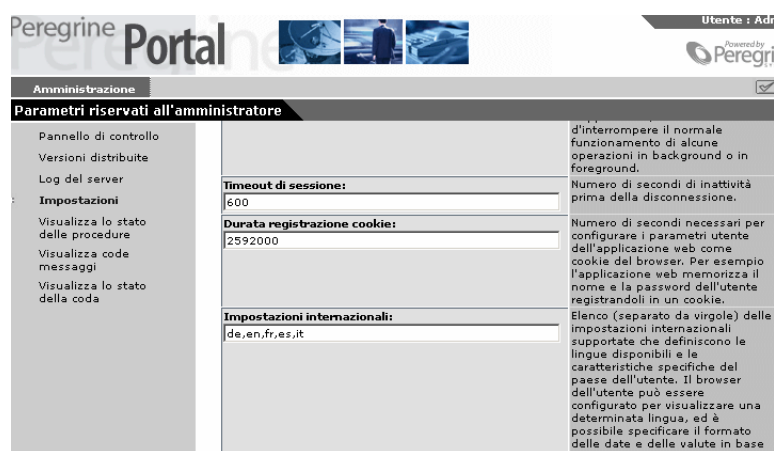 Peregrine Portal
Utente : Adr
Powered by
Peregri
Amministrazione
Parametri riservati all'amministratore
Pannello di controllo
Versioni distribuite
Log del server
Impostazioni
Visualizza lo stato
delle procedure
Visualizza code
messaggi
Visualizza lo stato
della coda
d'interrompere il normale
funzionamento di alcune
operazioni in background o in
foreground.
Timeout di sessione:
600
Numero di secondi di inattività
prima della disconnessione.
Durata registrazione cookie:
2592000
Numero di secondi necessari per
configurare i parametri utente
dell'applicazione web come
cookie del browser. Per esempio
l'applicazione web memorizza il
nome e la password dell'utente
registrandoli in un cookie.
Impostazioni internazionali:
de,en,fr,es,it
Elenco (separato da virgole) delle
impostazioni internazionali
supportate che definiscono le
lingue disponibili e le
caratteristiche specifiche del
paese dell'utente. Il browser
dell'utente può essere
configurato per visualizzare una
determinata lingua, ed è
possibile specificare il formato
delle date e delle valute in base